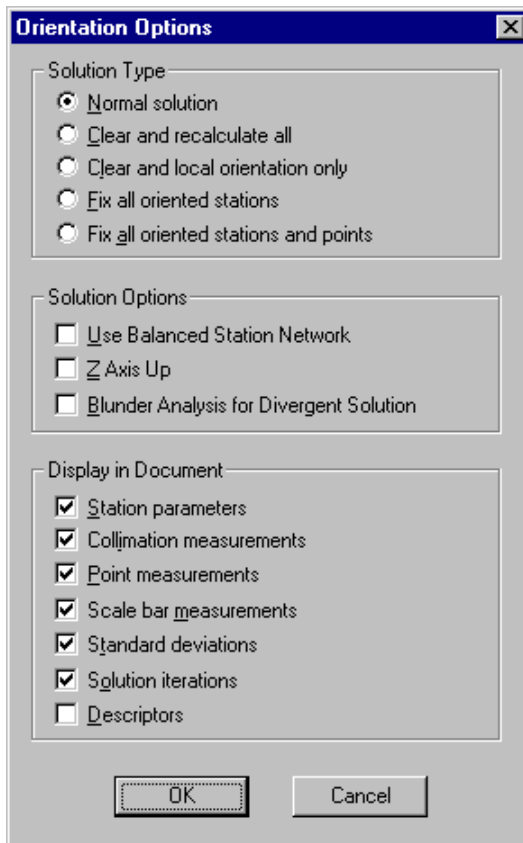 Orientation Options
Solution Type
Normal solution
Clear and recalculate all
Clear and local orientation only
Fix all oriented stations
Fix all oriented stations and points
Solution Options
Use Balanced Station Network
Z Axis Up
Blunder Analysis for Divergent Solution
Display in Document
Station parameters
Collimation measurements
Point measurements
Scale bar measurements
Standard deviations
Solution iterations
Descriptors
OK
Cancel